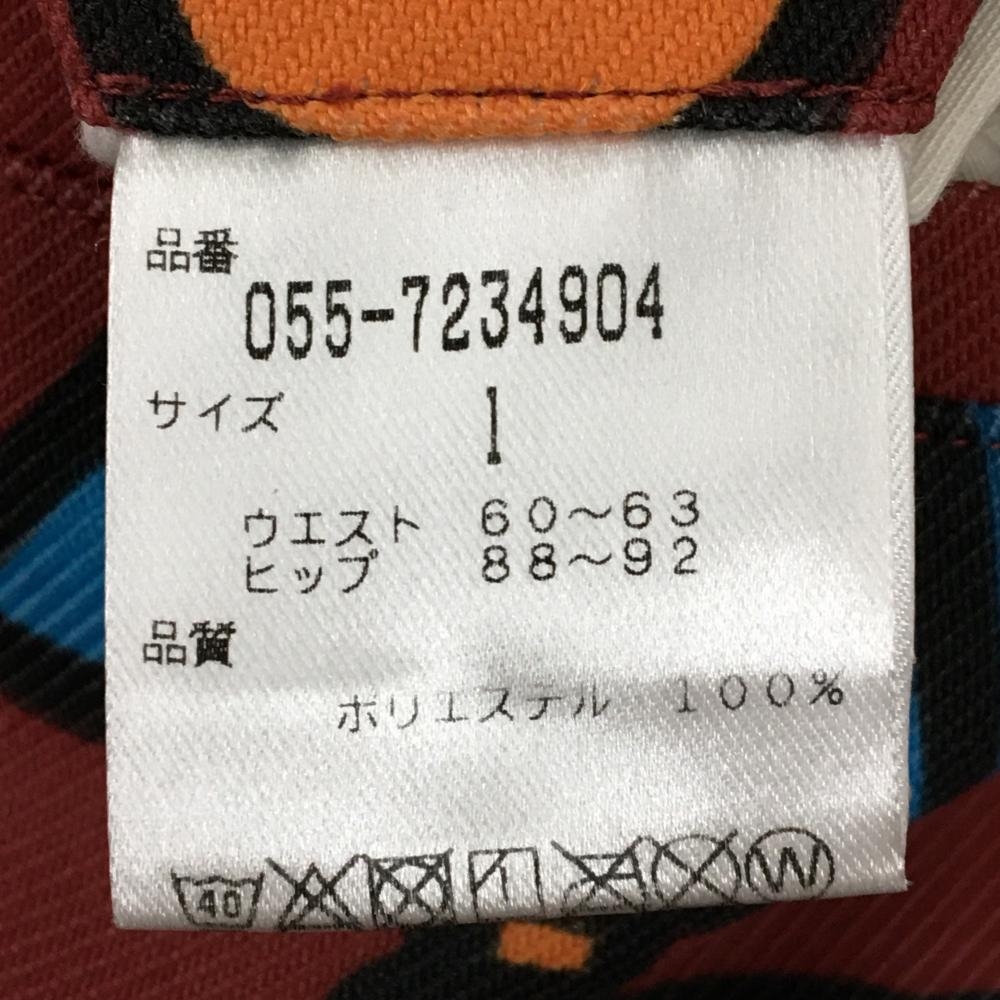 品番
055-7234904
サイズ 1
ウエスト 60〜63
ヒップ 88〜92
品質
ポリエステル 100%
40 W